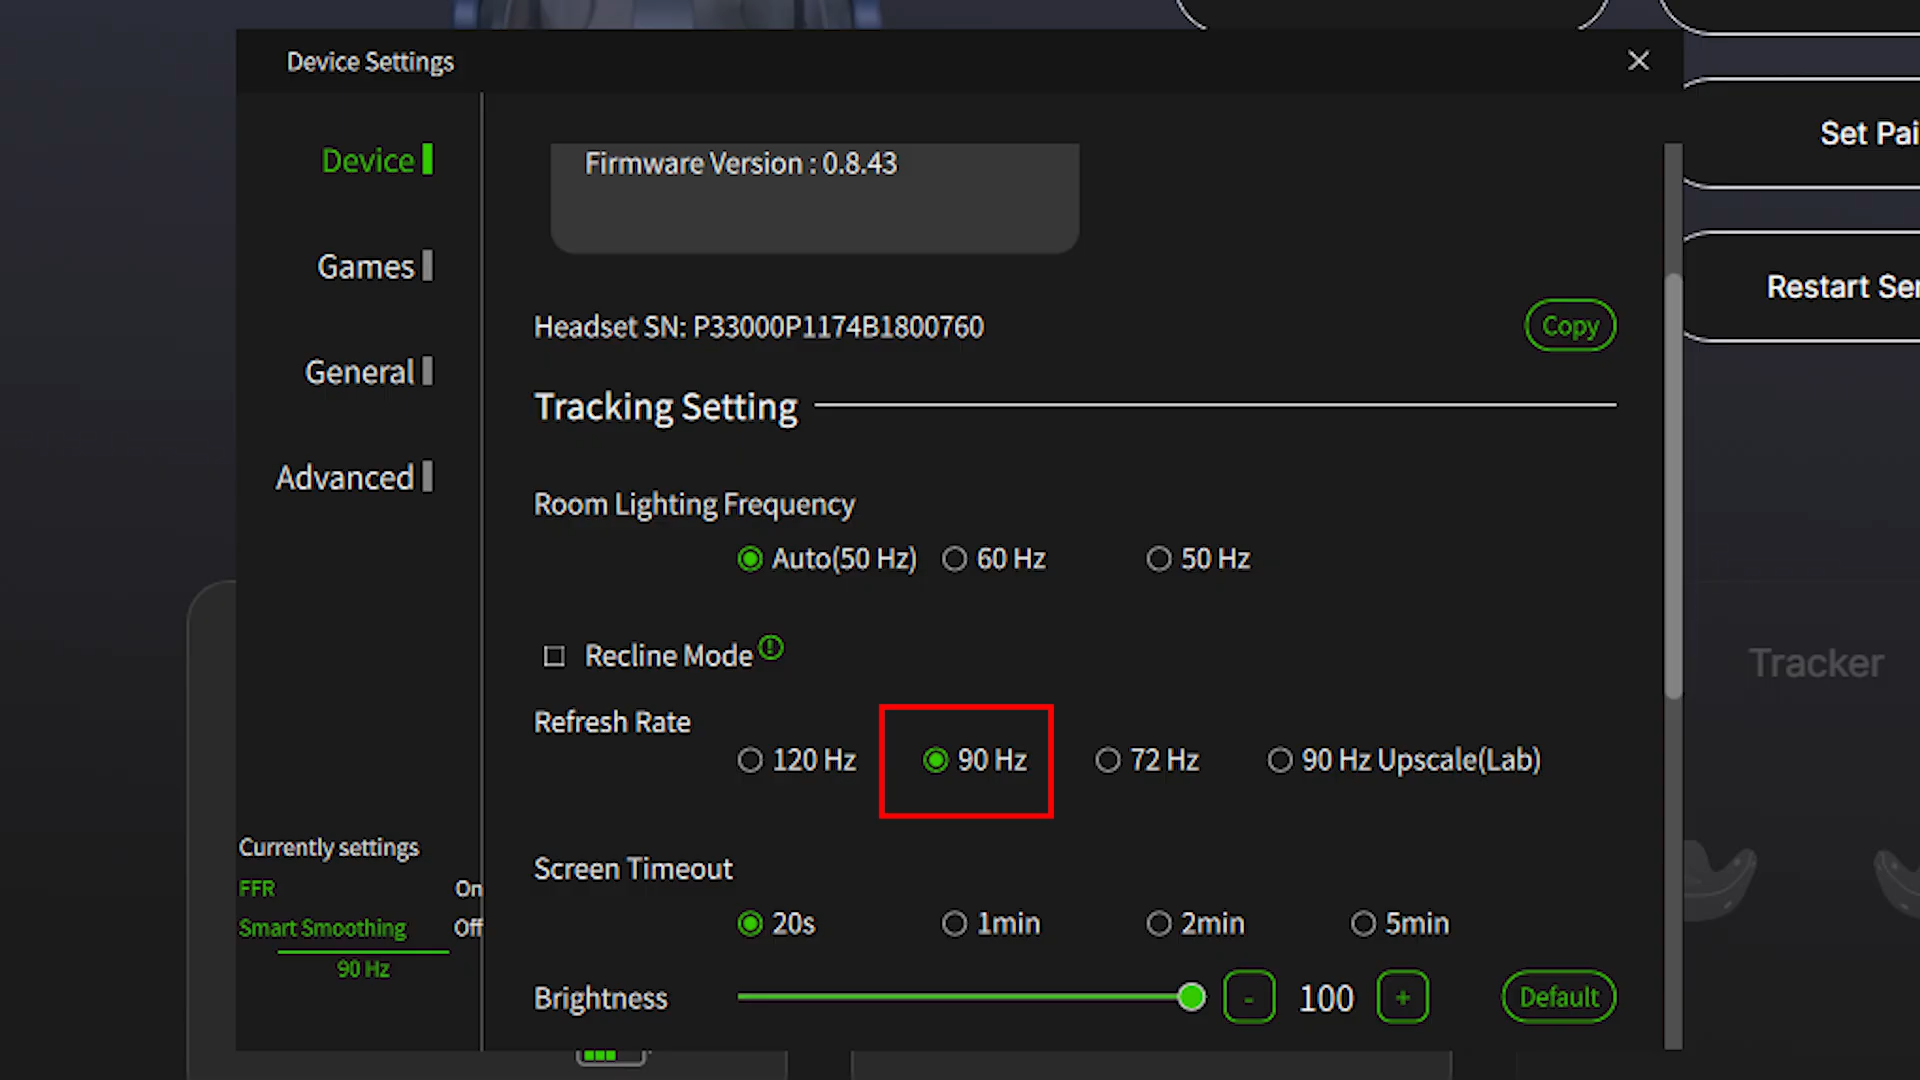 Device Settings
Set Pai
Device
Firmware Version : 0.8.43
Games
Restart Ser
Headset SN: P33000P1174B1800760
Copy
General
Tracking Setting
Advanced
Room Lighting Frequency
Auto(50 Hz) 60 Hz 50 Hz
Recline Mode
Tracker
Refresh Rate
120 Hz 90 Hz 72 Hz 90 Hz Upscale(Lab)
Currently settings
FFR On
Smart Smoothing Off
90 Hz
Screen Timeout
20s 1min 2min 5min
Brightness - 100 + Default